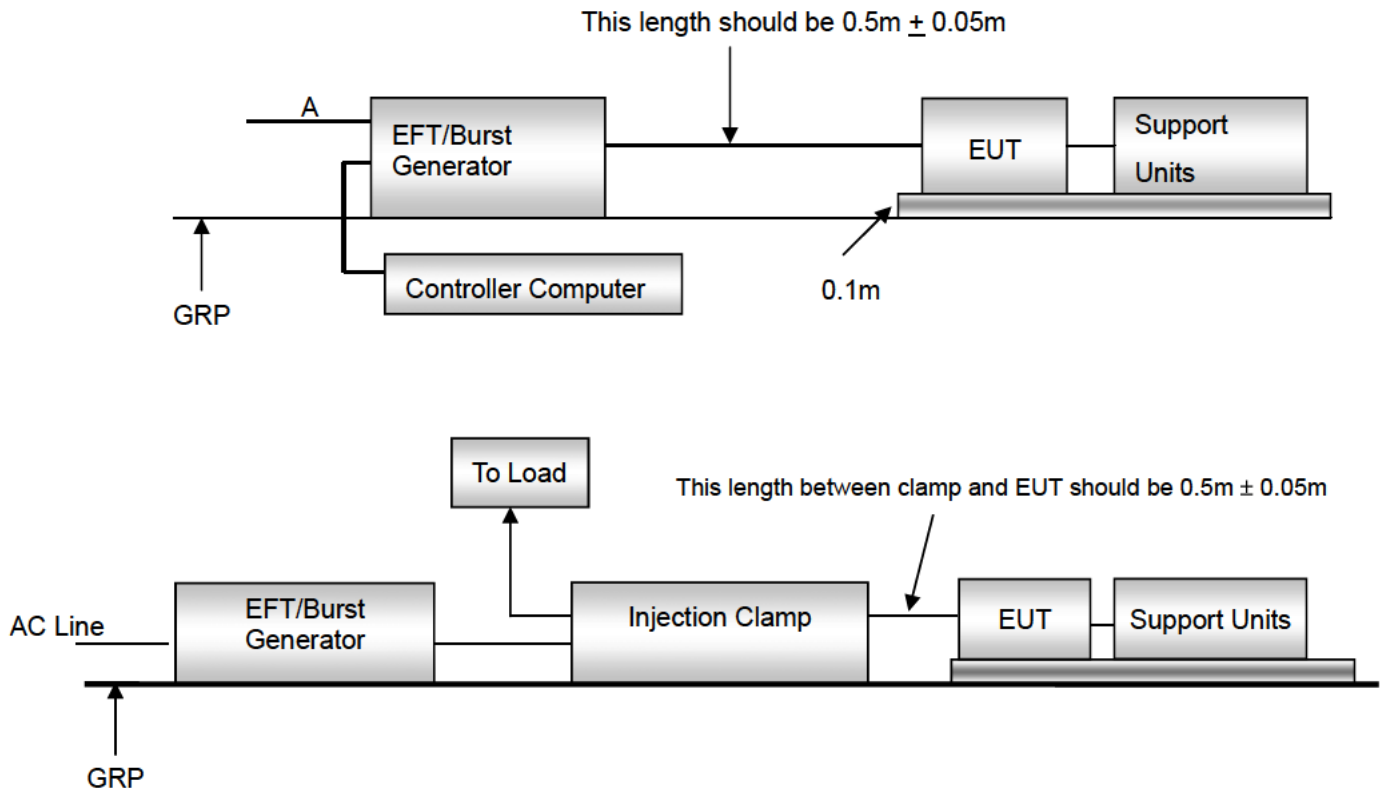 This length should be 0.5m ± 0.05m
A
EFT/Burst
Generator
EUT
Support
Units
Controller Computer
0.1m
GRP
To Load
This length between clamp and EUT should be 0.5m ± 0.05m
AC Line
EFT/Burst
Generator
Injection Clamp
EUT
Support Units
GRP